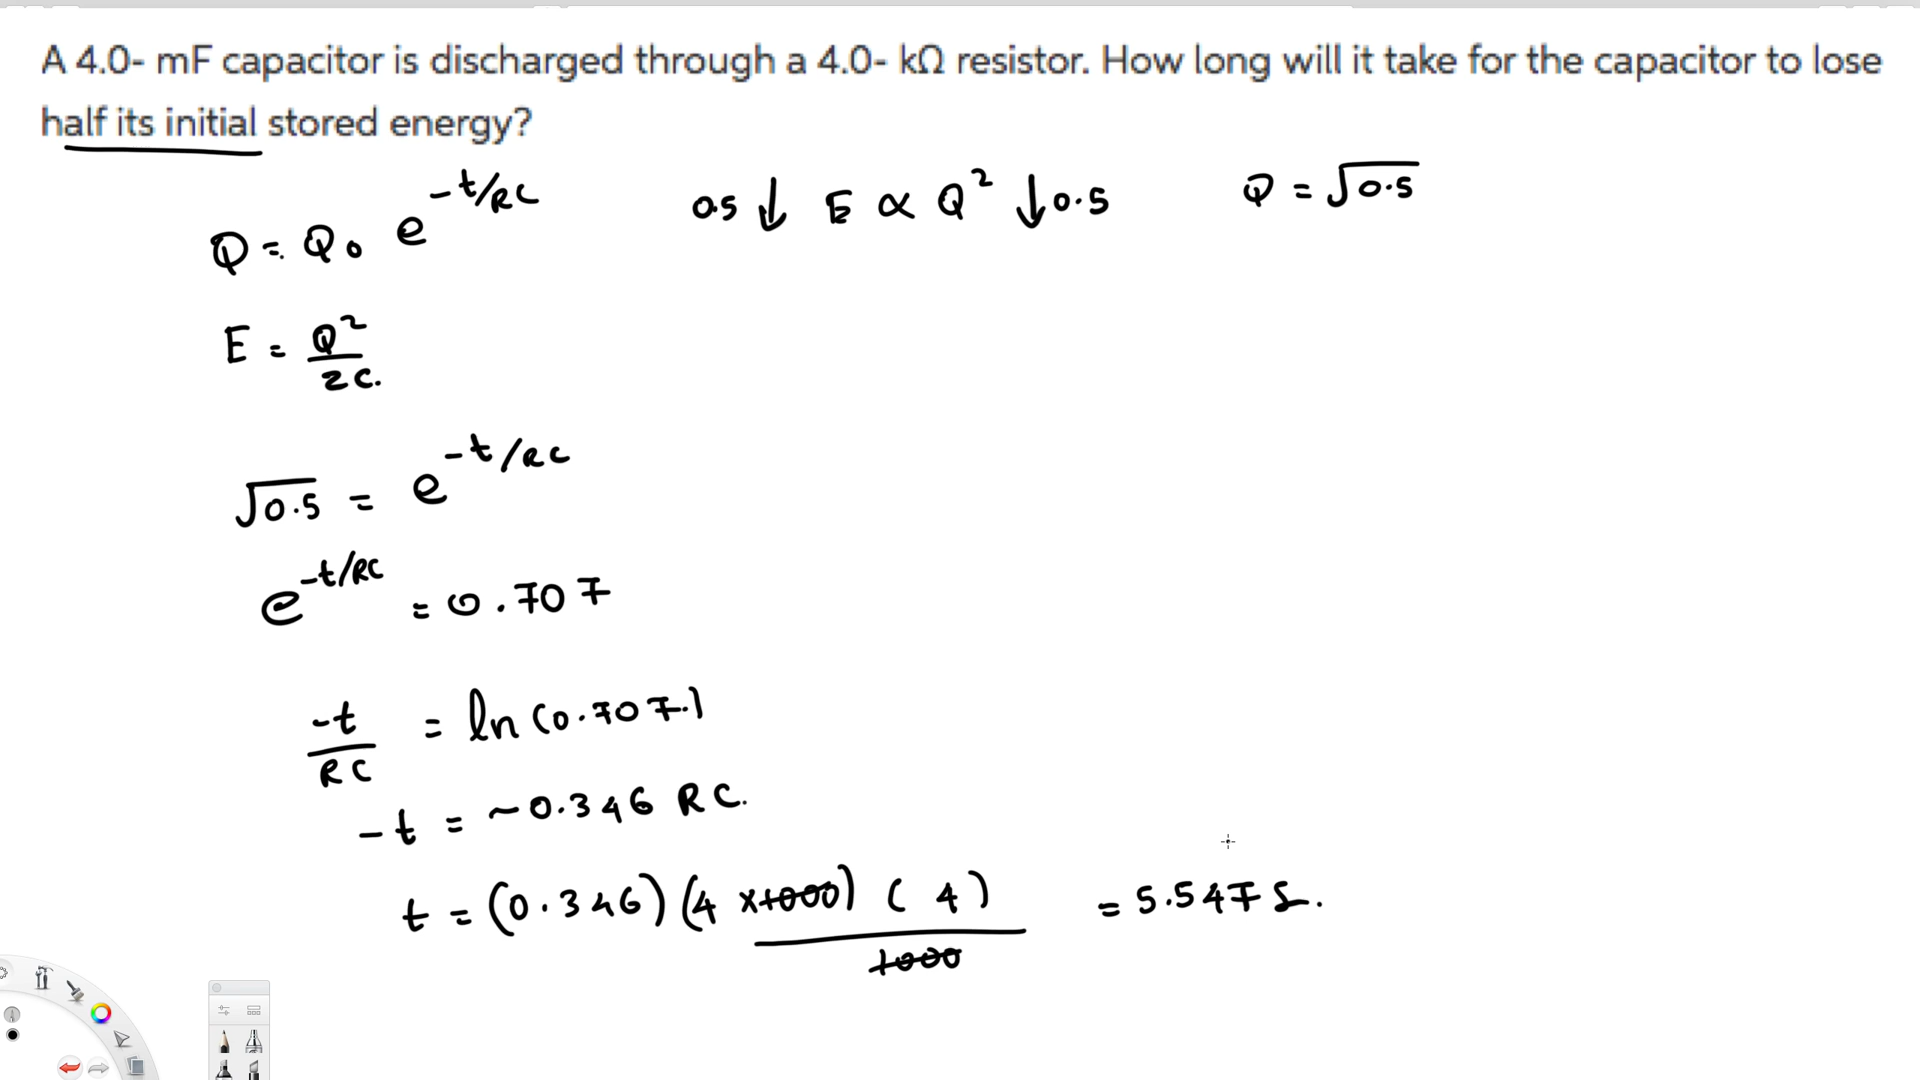 A 4.0- mF capacitor is discharged through a 4.0- kΩ resistor. How long will it take for the capacitor to lose
half its initial stored energy?
Q = Q₀ e^-t/RC
0.5 ↓ E ∝ Q² ↓0.5
Q = √0.5
E = Q²/2C.
√0.5 = e^-t/RC
e^-t/RC = 0.707
-t/RC = ln(0.707)
-t = -0.346 RC.
t = (0.346)(4 ×1000)(4)/1000 = 5.547 s.